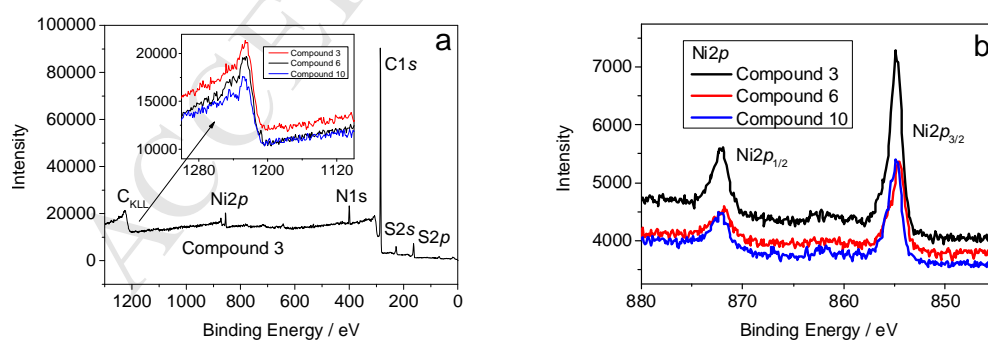 a
100000
80000
60000
40000
20000
0
Intensity
20000
15000
10000
1280
1200
1120
Compound 3
Compound 6
Compound 10
C1s
C_KLL
Ni2p
N1s
S2s
S2p
Compound 3
1200
1000
800
600
400
200
0
Binding Energy / eV
b
7000
6000
5000
4000
Intensity
Ni2p
Compound 3
Compound 6
Compound 10
Ni2p1/2
Ni2p3/2
880
870
860
850
Binding Energy / eV
ACCE